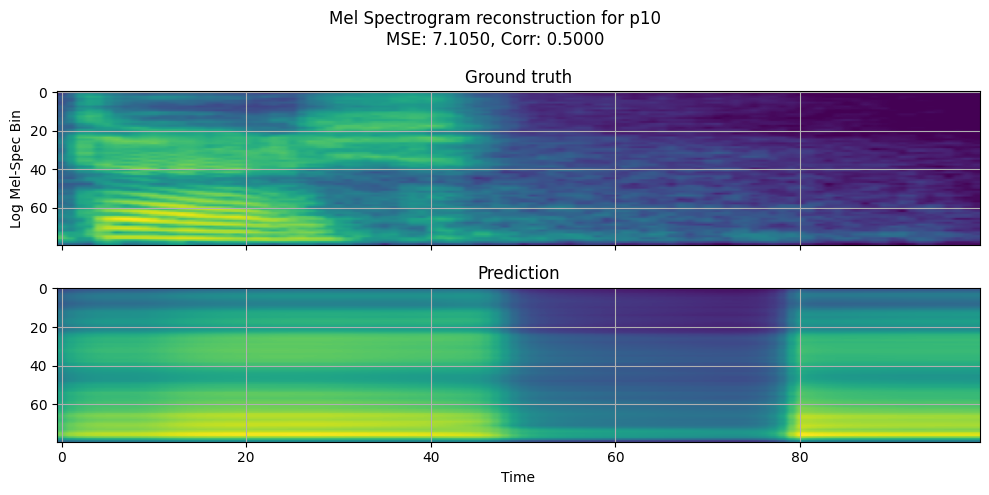 Mel Spectrogram reconstruction for p10
MSE: 7.1050, Corr: 0.5000
Ground truth
Log Mel-Spec Bin
0
20
40
60
Prediction
0
20
40
60
0 20 40 60 80
Time